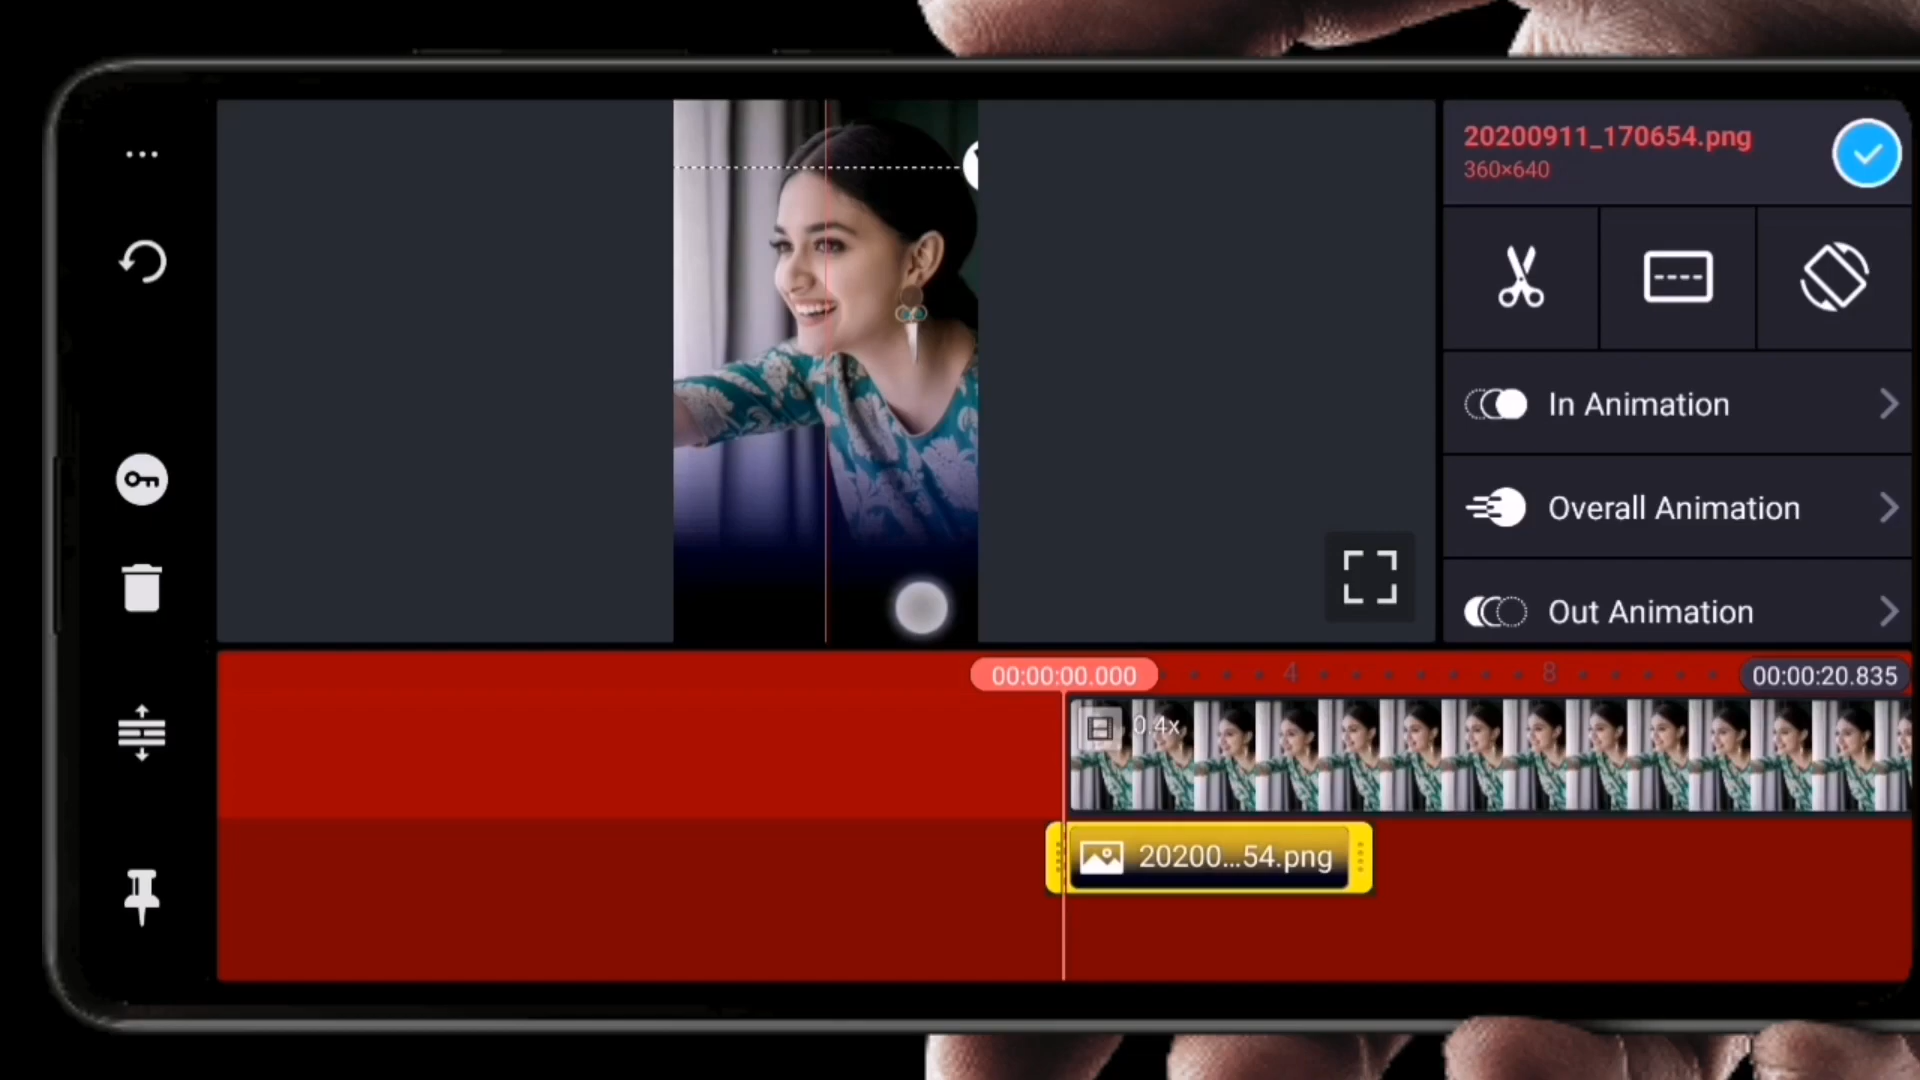 20200911_170654.png
360×640
In Animation
Overall Animation
Out Animation
00:00:00.000
4
8
00:00:20.835
0.4x
20200...54.png